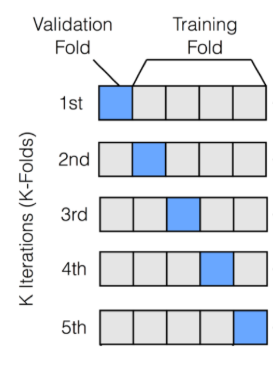 Validation
Fold
Training
Fold
K Iterations (K-Folds)
1st
2nd
3rd
4th
5th